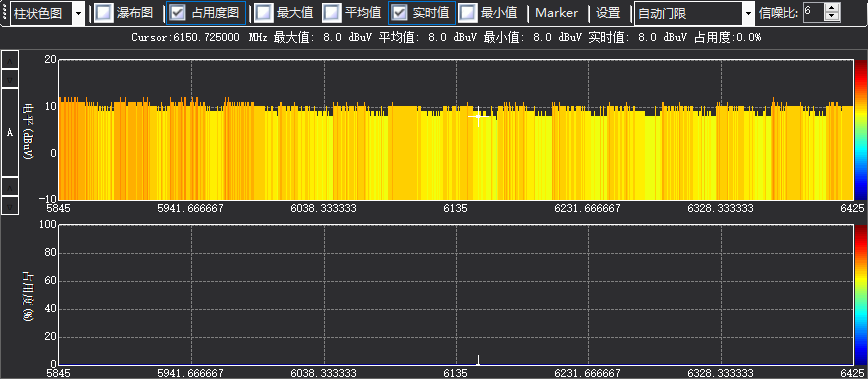 柱状色图 瀑布图 占用度图 最大值 平均值 实时值 最小值 Marker 设置 自动门限 信噪比: 6
Cursor:6150.725000 MHz 最大值: 8.0 dBuV 平均值: 8.0 dBuV 最小值: 8.0 dBuV 实时值: 8.0 dBuV 占用度:0.0%
A
电平(dBuV)
20
10
0
-10
5845 5941.666667 6038.333333 6135 6231.666667 6328.333333 6425
占用度(%)
100
80
60
40
20
0
5845 5941.666667 6038.333333 6135 6231.666667 6328.333333 6425